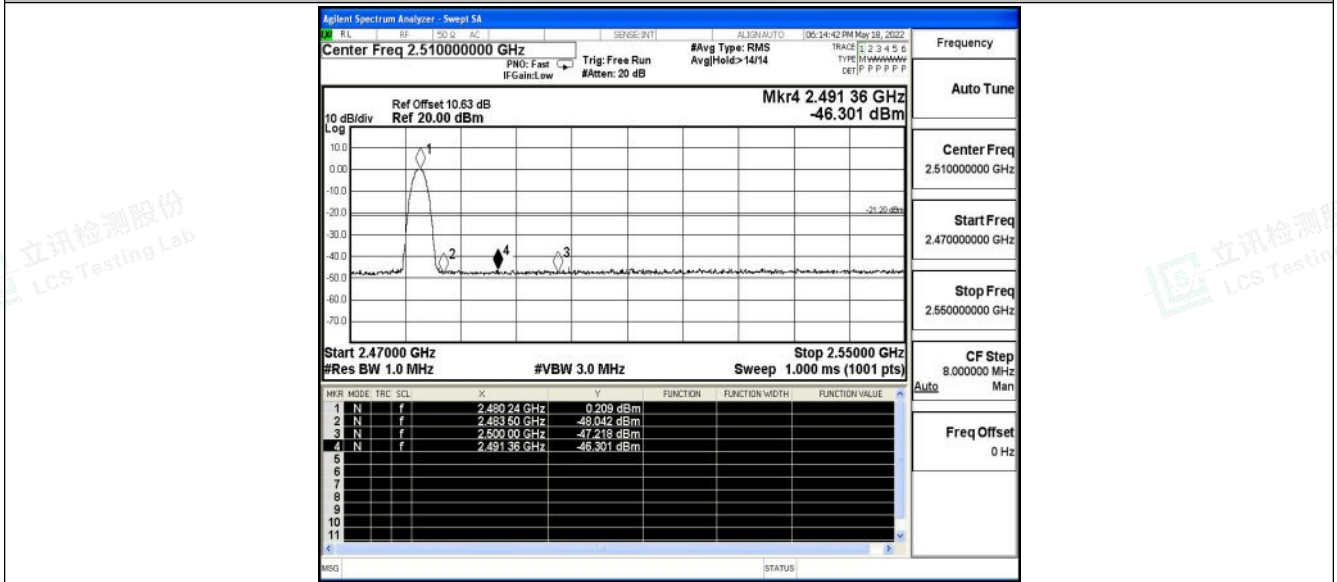 Agilent Spectrum Analyzer - Swept SA
RL RF 50 Ω AC SENSE:INT ALIGNAUTO 06:14:42 PM May 18, 2022
Center Freq 2.510000000 GHz
PNO: Fast
IFGain:Low
Trig: Free Run
#Atten: 20 dB
#Avg Type: RMS
Avg|Hold:>14/14
TRACE 1 2 3 4 5 6
TYPE M WWWWW
DET P P P P P P
Frequency
Auto Tune
Center Freq
2.510000000 GHz
Start Freq
2.470000000 GHz
Stop Freq
2.550000000 GHz
CF Step
8.000000 MHz
Auto Man
Freq Offset
0 Hz
Mkr4 2.491 36 GHz
-46.301 dBm
Ref Offset 10.63 dB
10 dB/div Ref 20.00 dBm
Log
10.0
0.00
-10.0
-20.0
-30.0
-40.0
-50.0
-60.0
-70.0
1
-21.20 dBm
2 4 3
Start 2.47000 GHz Stop 2.55000 GHz
#Res BW 1.0 MHz #VBW 3.0 MHz Sweep 1.000 ms (1001 pts)
MKR MODE TRC SCL X Y FUNCTION FUNCTION WIDTH FUNCTION VALUE
1 N f 2.480 24 GHz 0.209 dBm
2 N f 2.483 50 GHz -48.042 dBm
3 N f 2.500 00 GHz -47.218 dBm
4 N f 2.491 36 GHz -46.301 dBm
5
6
7
8
9
10
11
MSG STATUS
立讯检测股份
LCS Testing Lab
立讯检测
LCS Testin